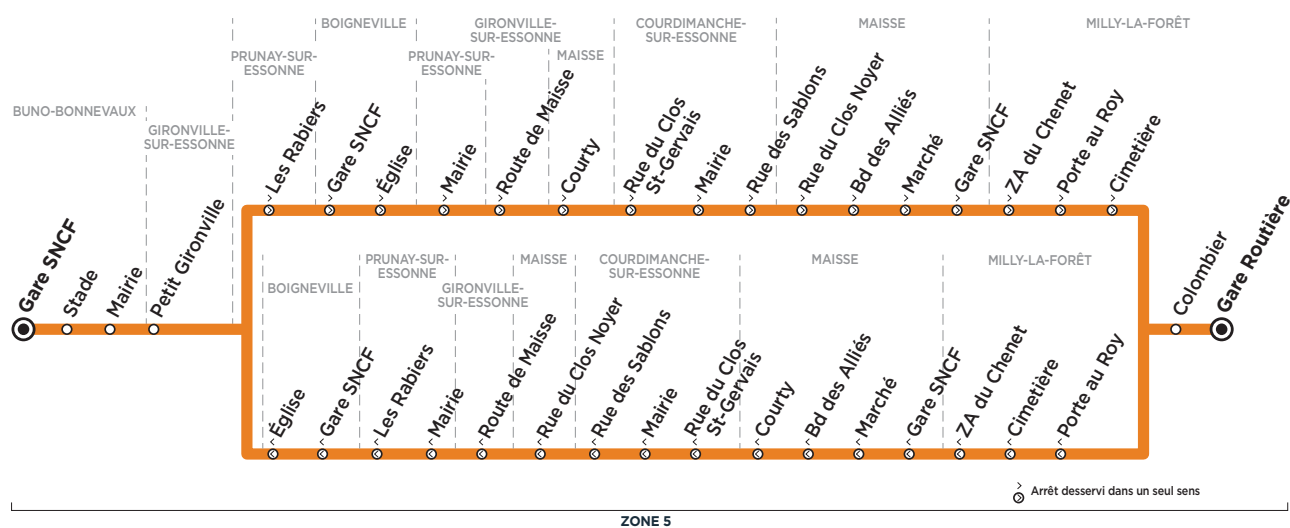 BUNO-BONNEVAUX
GIRONVILLE-
SUR-ESSONNE
PRUNAY-SUR-
ESSONNE
BOIGNEVILLE
PRUNAY-SUR-
ESSONNE
GIRONVILLE-
SUR-ESSONNE
MAISSE
COURDIMANCHE-
SUR-ESSONNE
MAISSE
MILLY-LA-FORÊT
Gare SNCF
Stade
Mairie
Petit Gironville
Les Rabiers
Gare SNCF
Église
Mairie
Route de Maisse
Courty
Rue du Clos
St-Gervais
Mairie
Rue des Sablons
Rue du Clos Noyer
Bd des Alliés
Marché
Gare SNCF
ZA du Chenet
Porte au Roy
Cimetière
BOIGNEVILLE
PRUNAY-SUR-
ESSONNE
GIRONVILLE-
SUR-ESSONNE
MAISSE
COURDIMANCHE-
SUR-ESSONNE
MAISSE
MILLY-LA-FORÊT
Église
Gare SNCF
Les Rabiers
Mairie
Route de Maisse
Rue du Clos Noyer
Rue des Sablons
Mairie
Rue du Clos
St-Gervais
Courty
Bd des Alliés
Marché
Gare SNCF
ZA du Chenet
Cimetière
Porte au Roy
Colombier
Gare Routière
Arrêt desservi dans un seul sens
ZONE 5